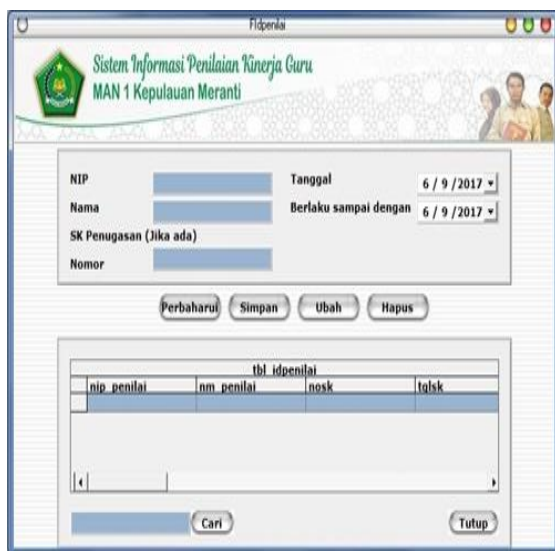 FIdpenilai
Sistem Informasi Penilaian Kinerja Guru
MAN 1 Kepulauan Meranti
NIP
Tanggal
6 / 9 /2017
Nama
Berlaku sampai dengan
6 / 9 /2017
SK Penugasan (Jika ada)
Nomor
Perbaharui Simpan Ubah Hapus
tbl_idpenilai
nip_penilai nm_penilai nosk tglsk
Cari Tutup